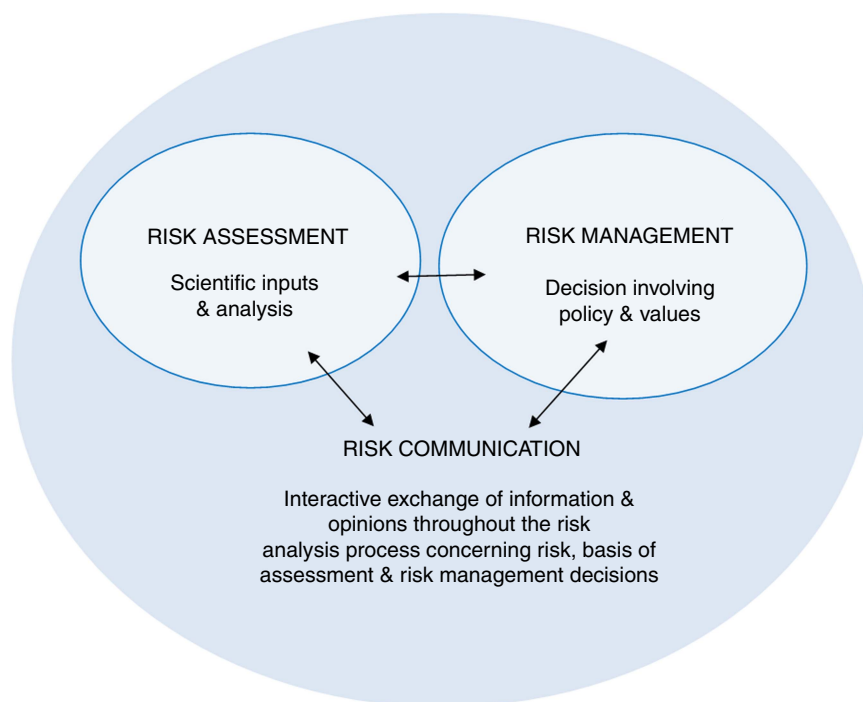 RISK ASSESSMENT
Scientific inputs
& analysis
RISK MANAGEMENT
Decision involving
policy & values
RISK COMMUNICATION
Interactive exchange of information &
opinions throughout the risk
analysis process concerning risk, basis of
assessment & risk management decisions